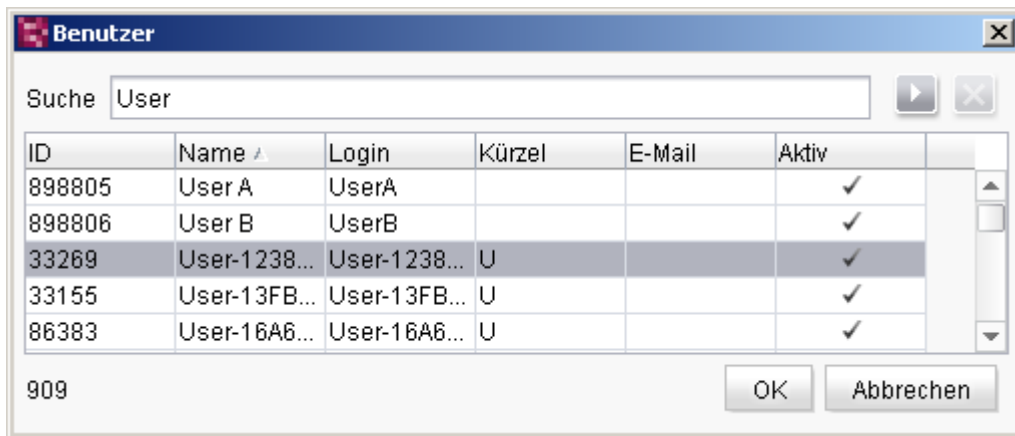 Benutzer
Suche User
ID Name Login Kürzel E-Mail Aktiv
898805 User A UserA
898806 User B UserB
33269 User-1238... User-1238... U
33155 User-13FB... User-13FB... U
86383 User-16A6... User-16A6... U
909 OK Abbrechen